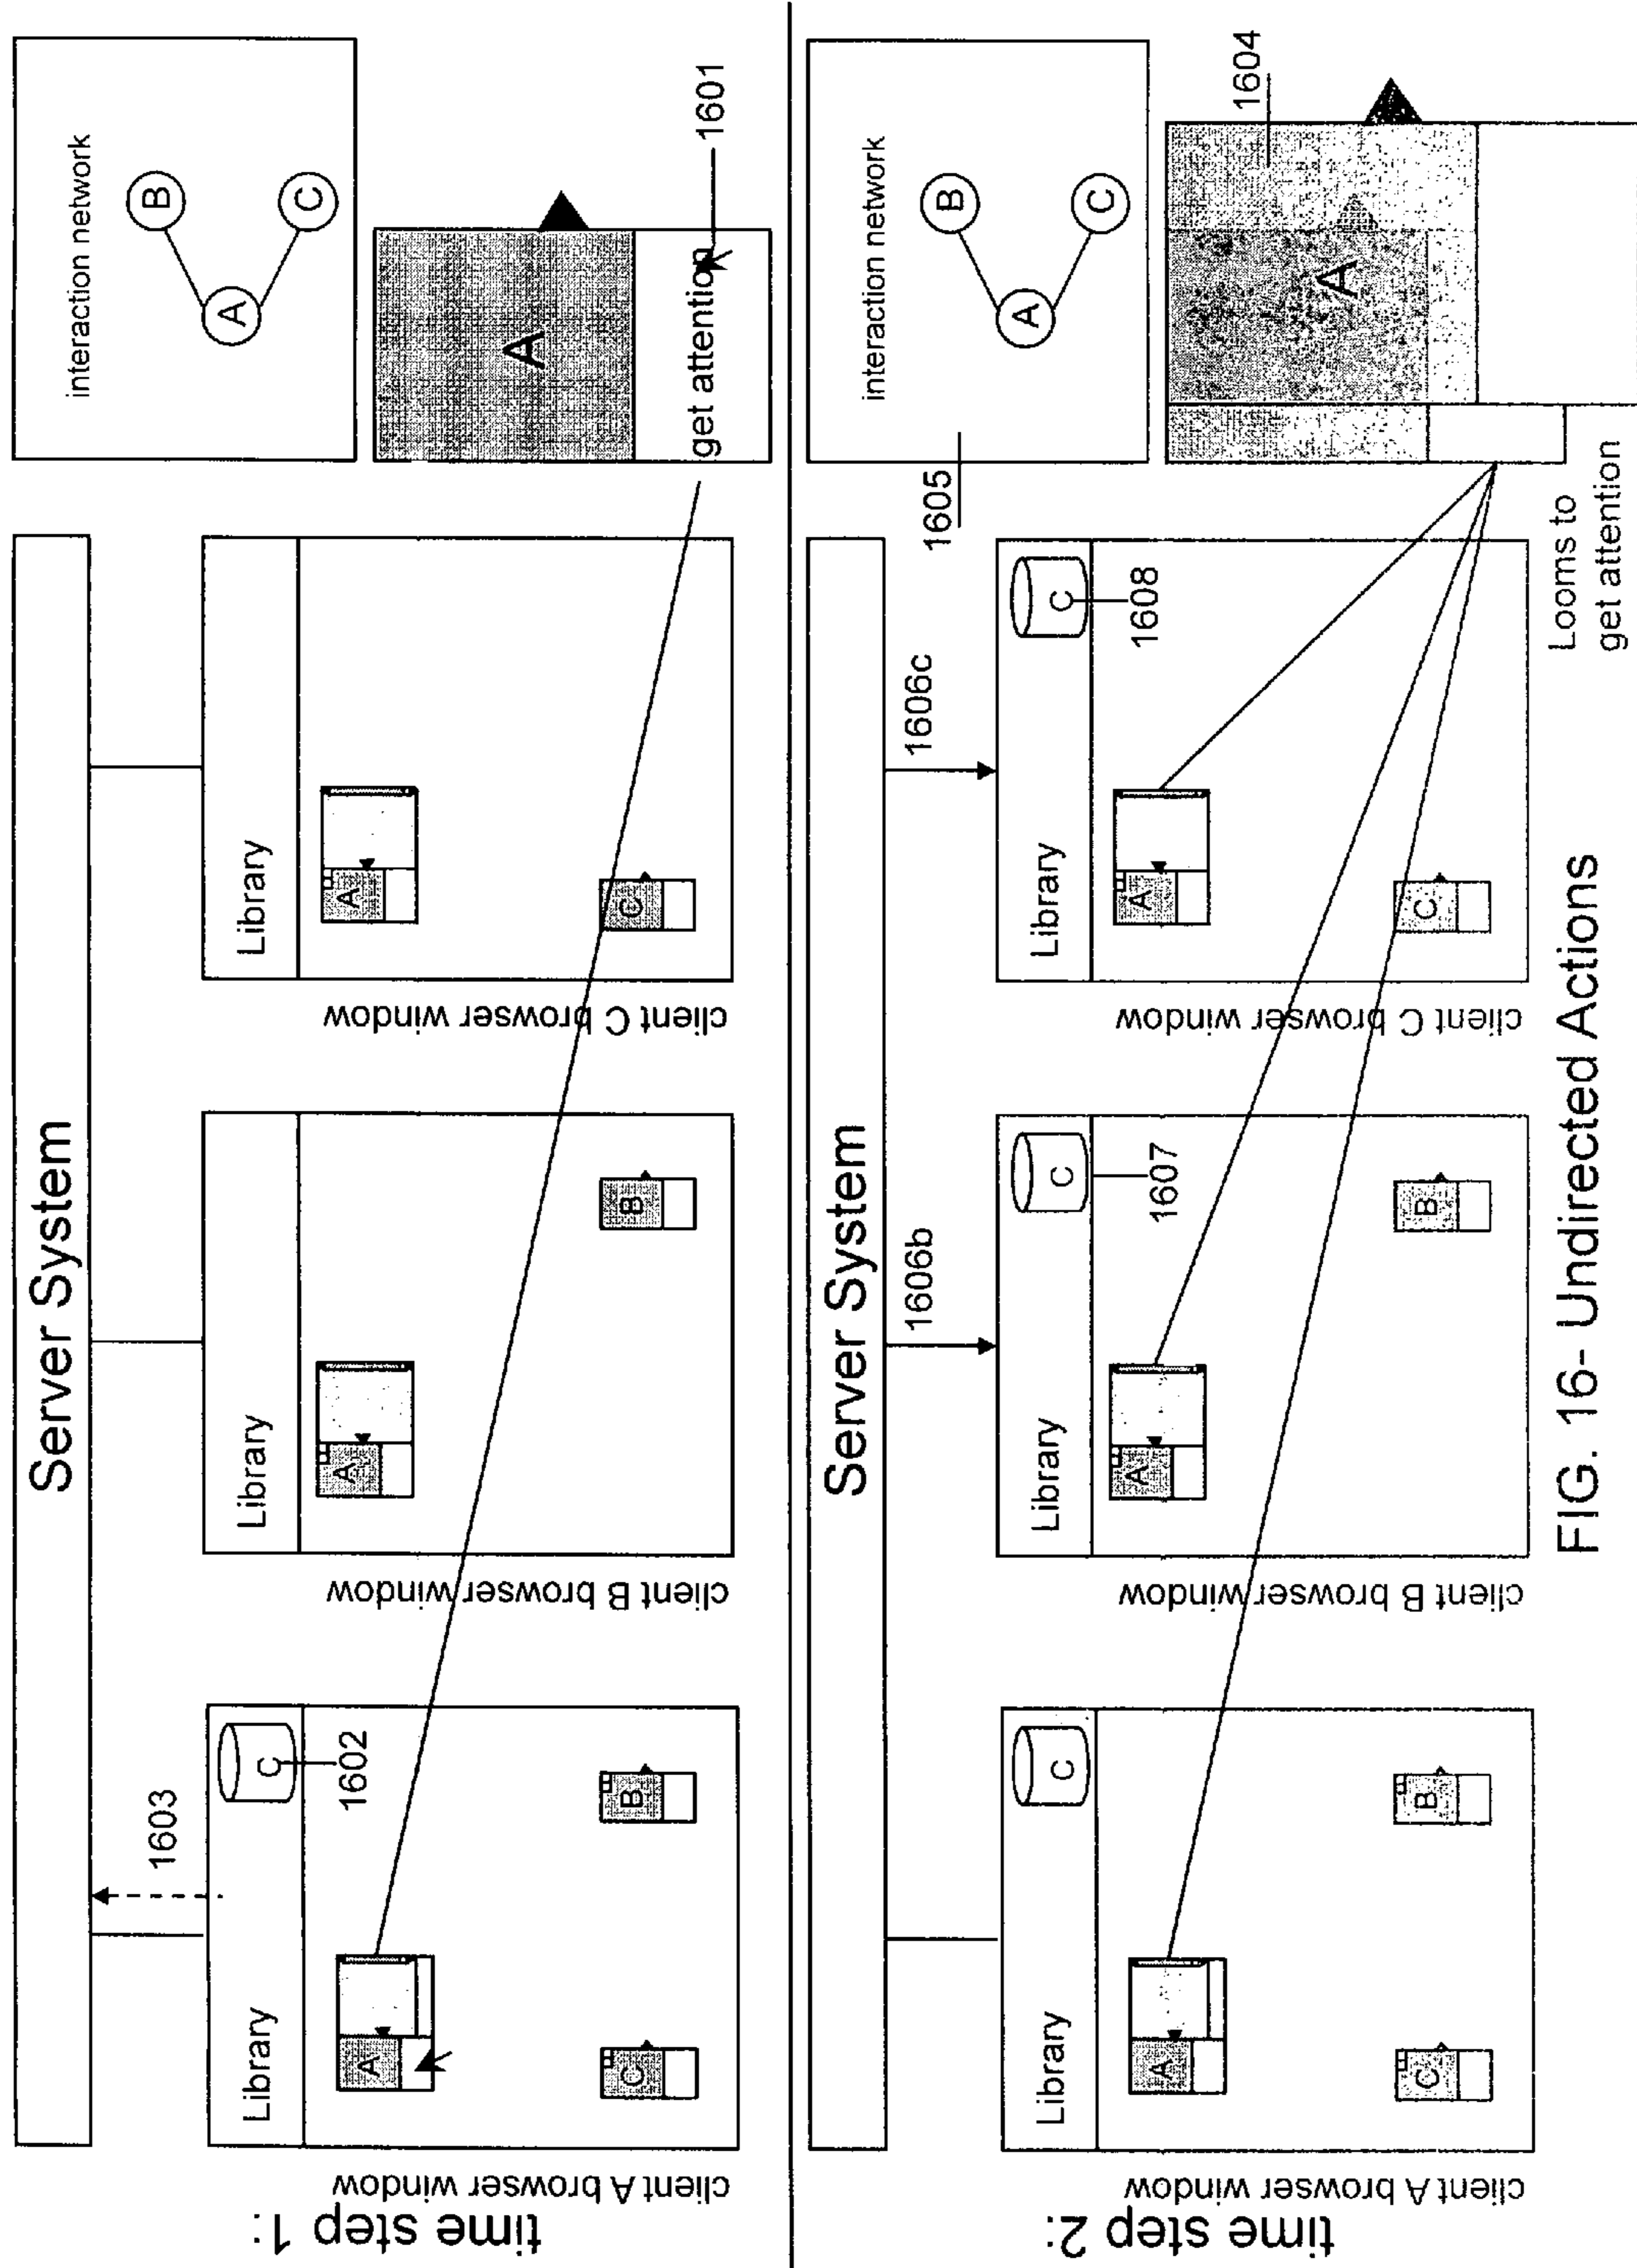 time step 1:
Server System
interaction network
B
A
C
1603
client A browser window
Library
C
1602
A
C
B
client B browser window
Library
A
B
client C browser window
Library
A
C
A
get attention
1601
time step 2:
Server System
interaction network
B
A
C
1605
1606b
1606c
client A browser window
Library
C
A
C
B
client B browser window
Library
C
1607
A
B
client C browser window
Library
C
1608
A
C
1604
A
Looms to
get attention
FIG. 16- Undirected Actions